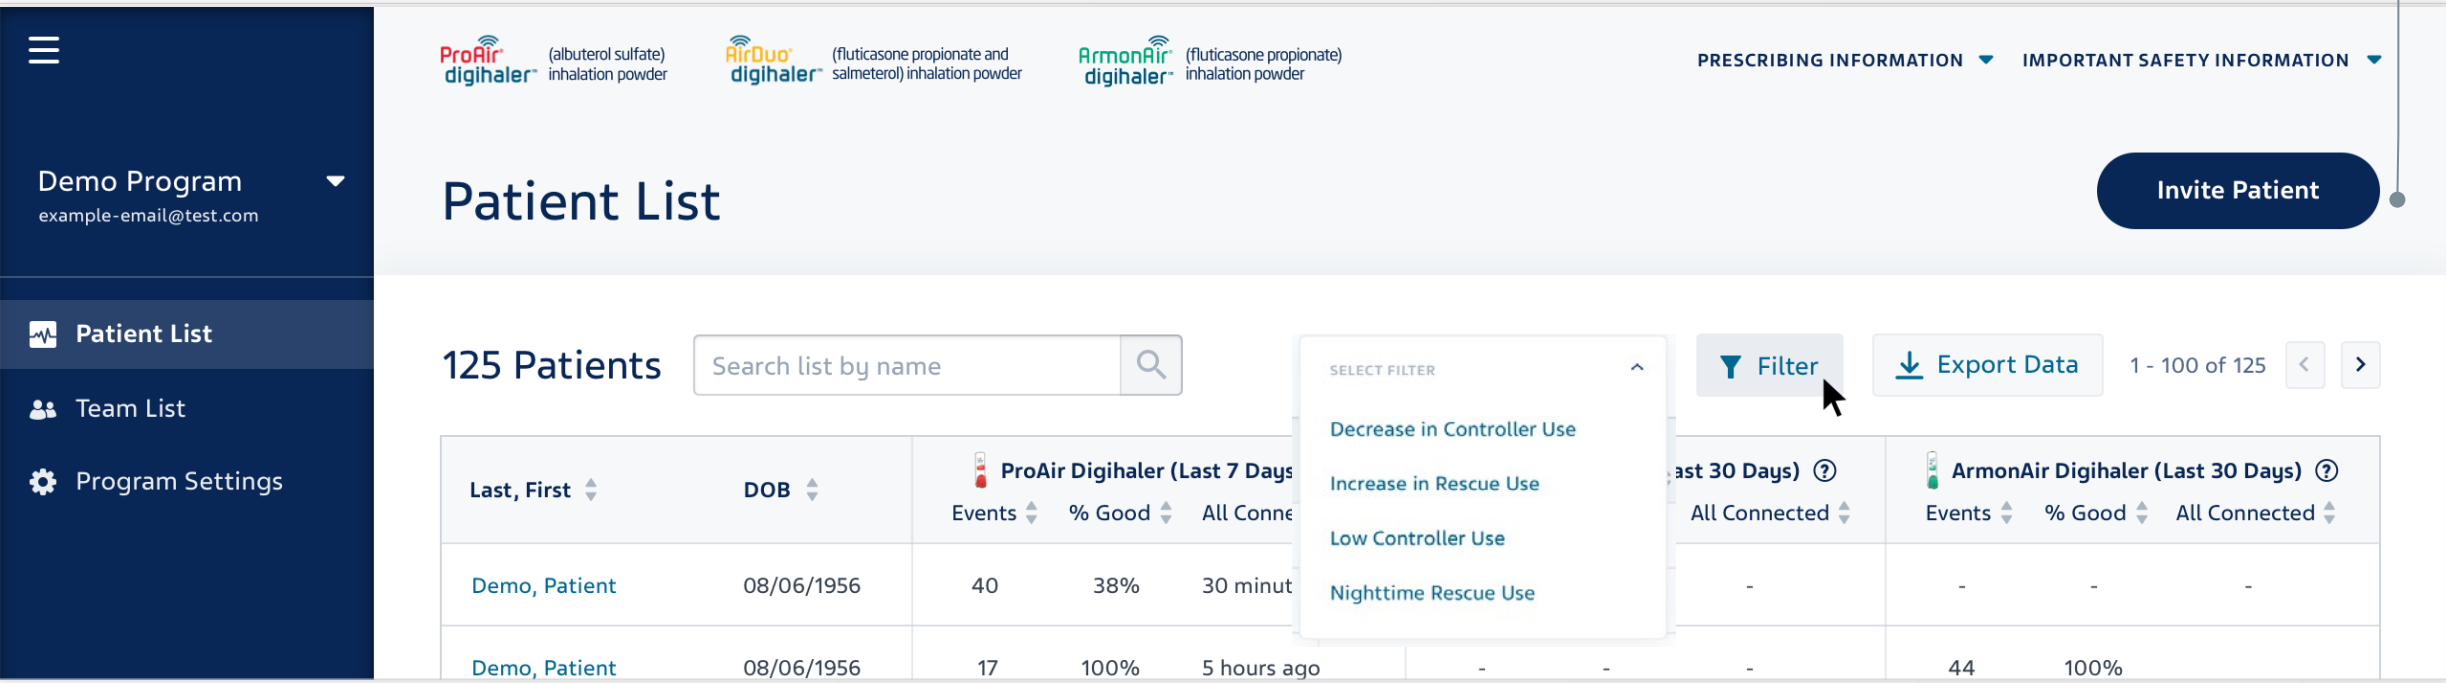 ProAir® (albuterol sulfate)
digihaler™ inhalation powder
AirDuo® (fluticasone propionate and
digihaler™ salmeterol) inhalation powder
ArmonAir® (fluticasone propionate)
digihaler™ inhalation powder
PRESCRIBING INFORMATION
IMPORTANT SAFETY INFORMATION
Demo Program
example-email@test.com
Patient List
Invite Patient
Patient List
Team List
Program Settings
125 Patients
Search list by name
SELECT FILTER
Decrease in Controller Use
Increase in Rescue Use
Low Controller Use
Nighttime Rescue Use
Filter
Export Data
1 - 100 of 125
Last, First
DOB
ProAir Digihaler (Last 7 Days
Events % Good All Conne
ast 30 Days) ?
All Connected
ArmonAir Digihaler (Last 30 Days) ?
Events % Good All Connected
Demo, Patient 08/06/1956 40 38% 30 minut - - - -
Demo, Patient 08/06/1956 17 100% 5 hours ago - - - 44 100%